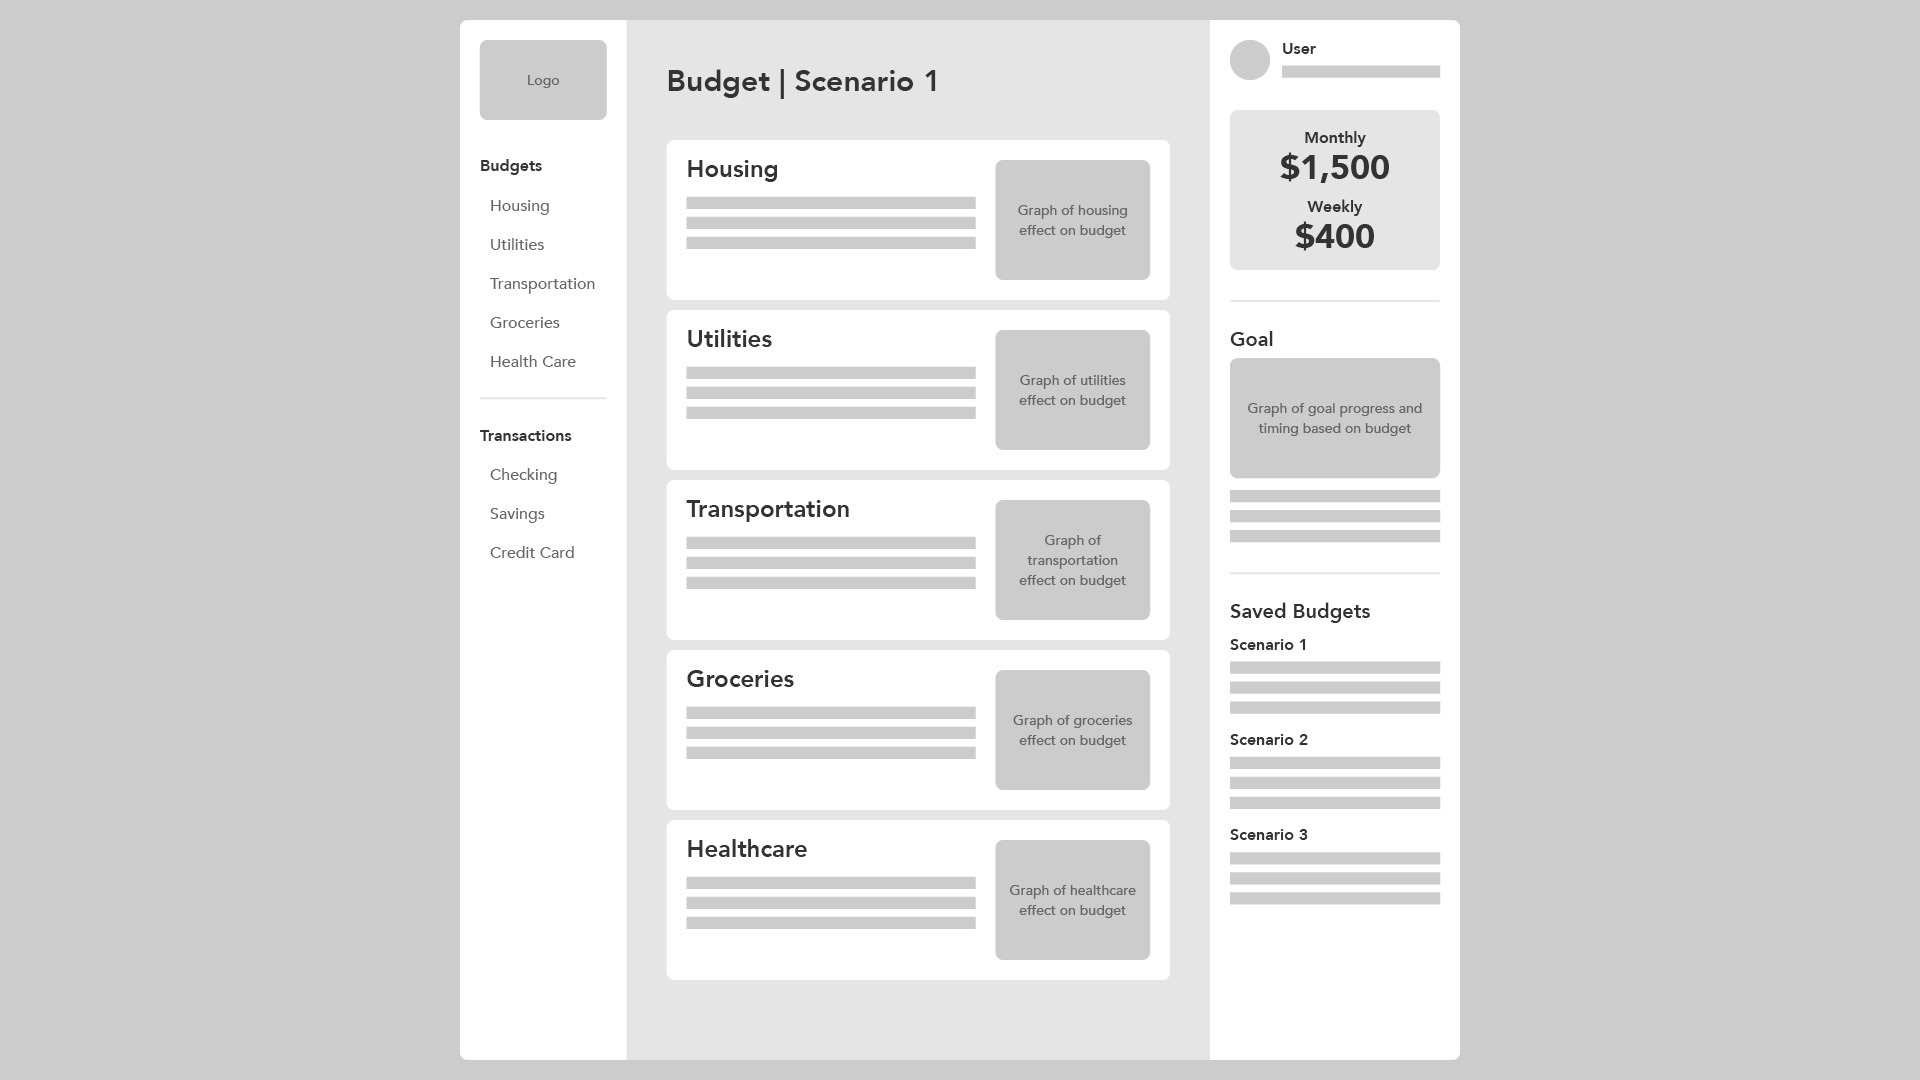 Logo
Budgets
Housing
Utilities
Transportation
Groceries
Health Care
Transactions
Checking
Savings
Credit Card
Budget | Scenario 1
Housing
Graph of housing
effect on budget
Utilities
Graph of utilities
effect on budget
Transportation
Graph of
transportation
effect on budget
Groceries
Graph of groceries
effect on budget
Healthcare
Graph of healthcare
effect on budget
User
Monthly
$1,500
Weekly
$400
Goal
Graph of goal progress and
timing based on budget
Saved Budgets
Scenario 1
Scenario 2
Scenario 3